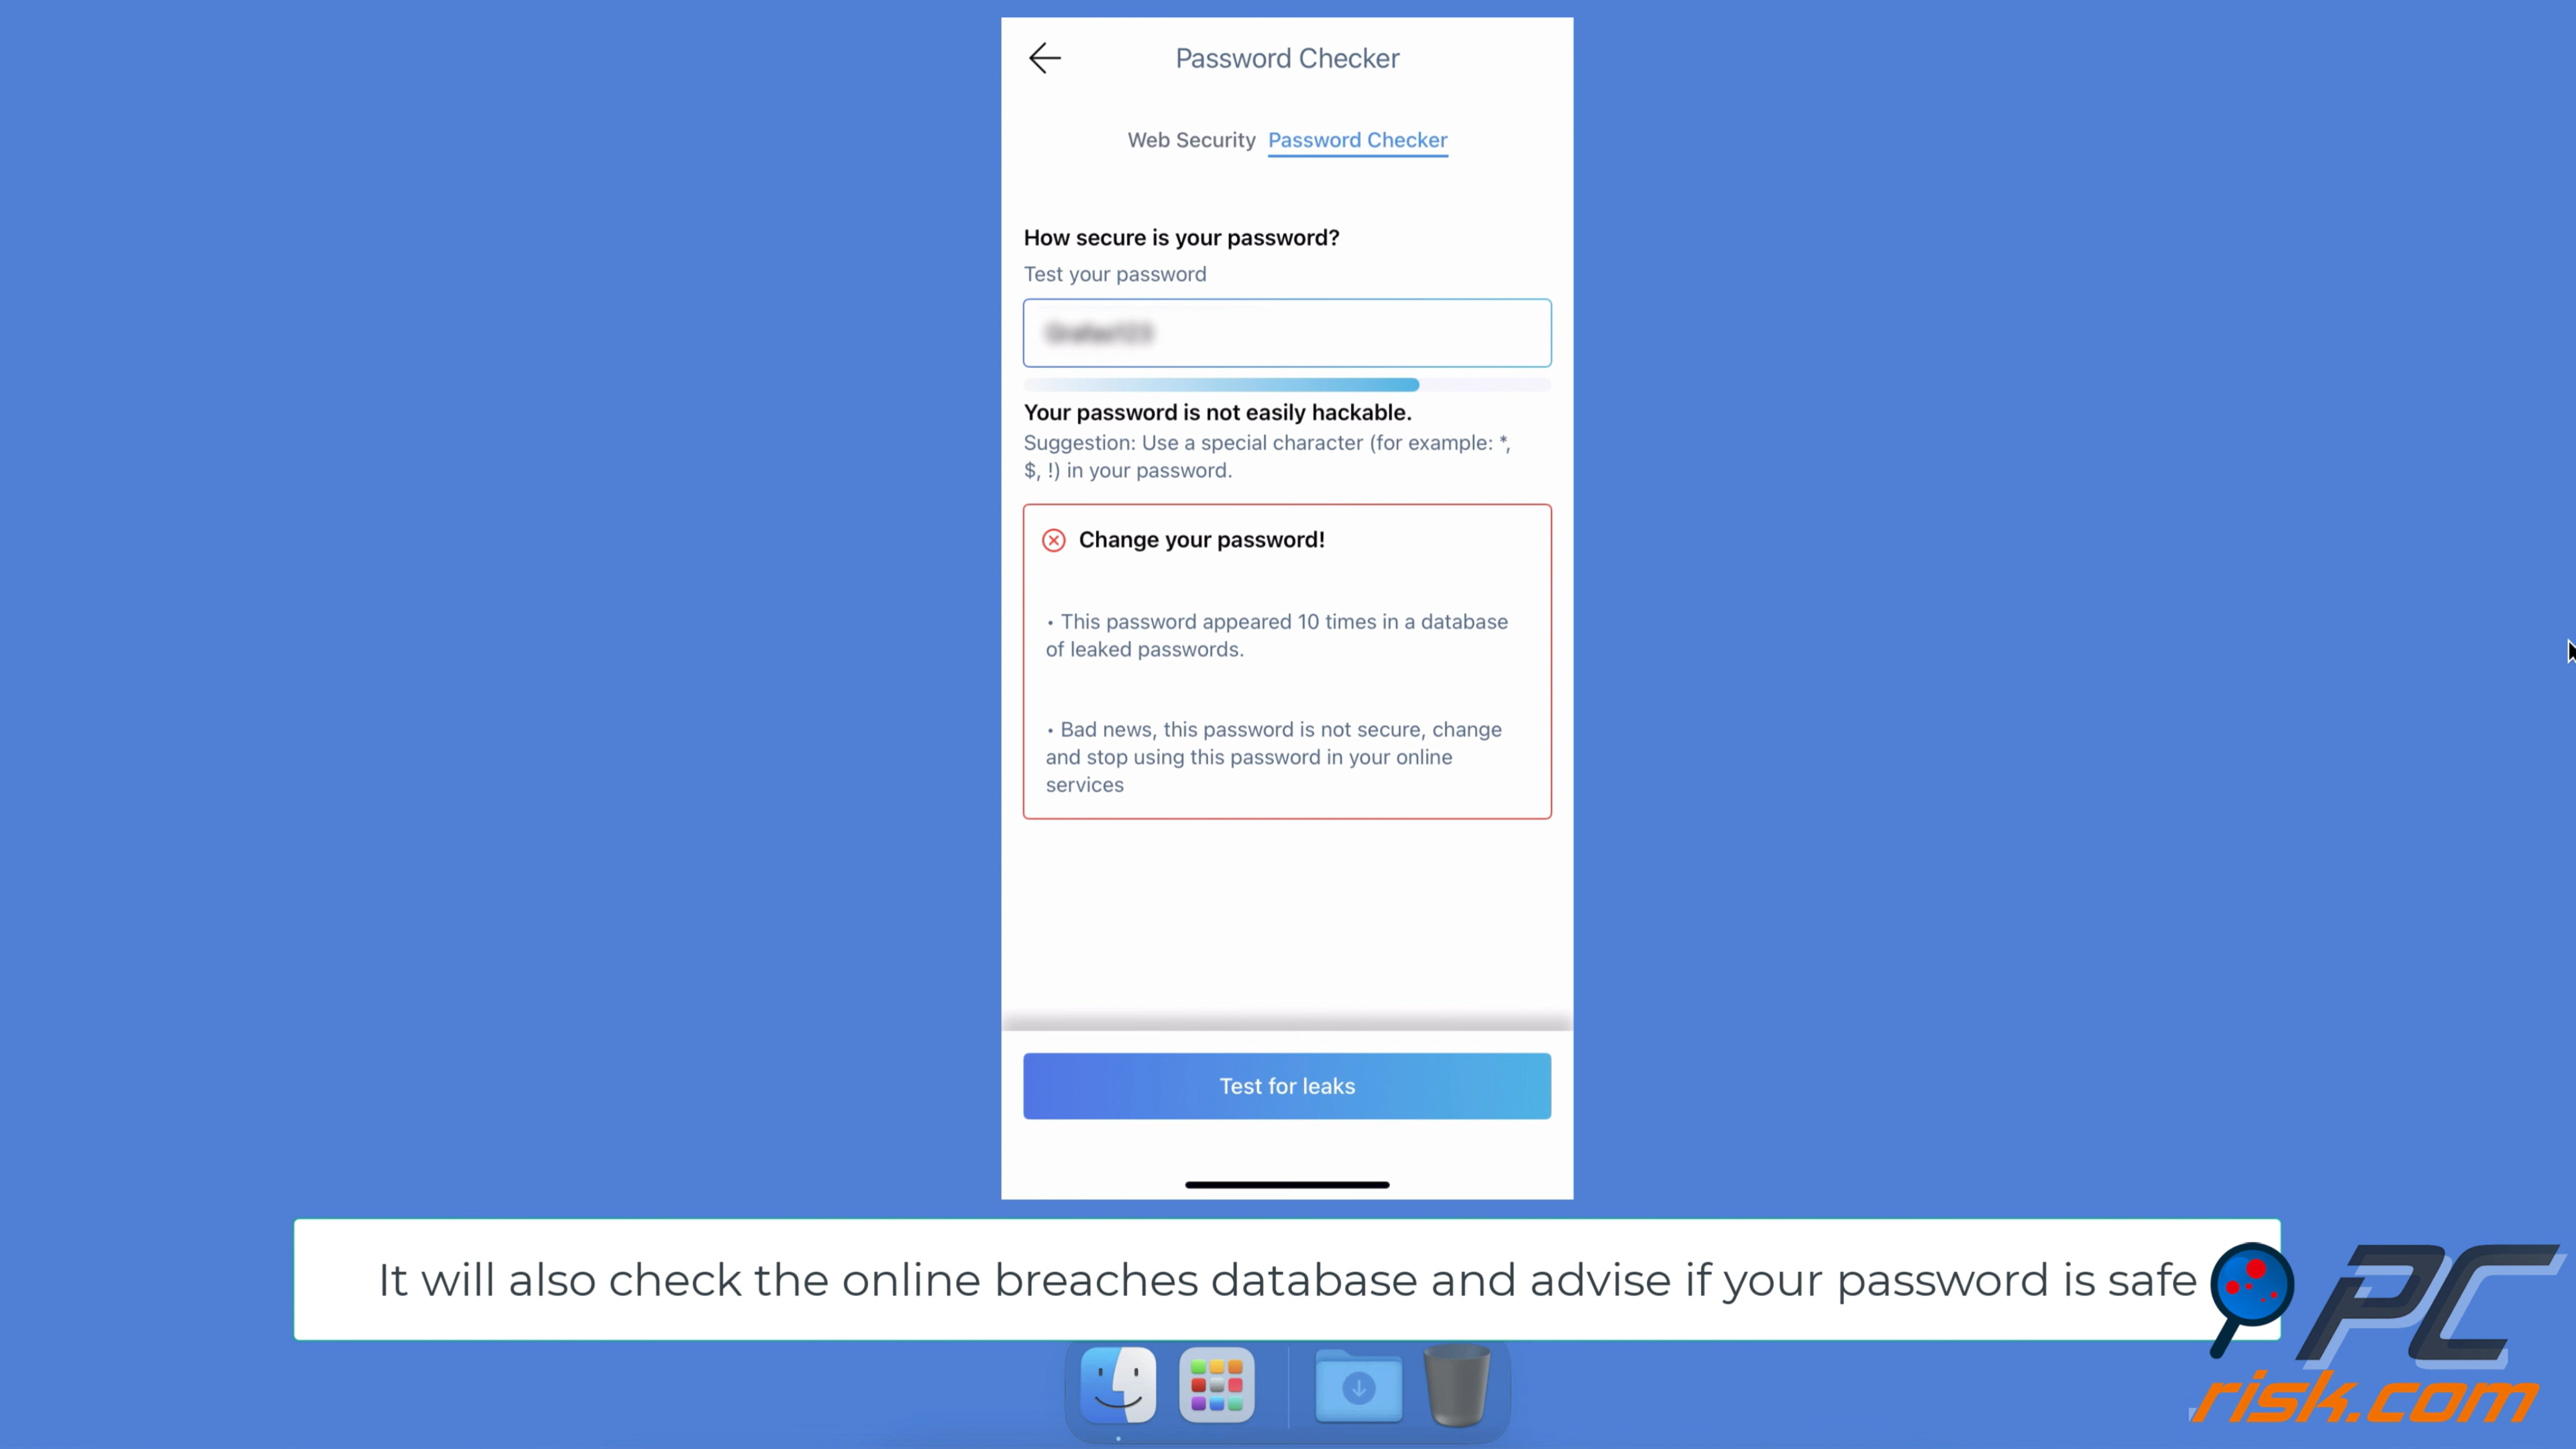 Password Checker
Web Security Password Checker
How secure is your password?
Test your password
Your password is not easily hackable.
Suggestion: Use a special character (for example: *,
$, !) in your password.
Change your password!
• This password appeared 10 times in a database
of leaked passwords.
• Bad news, this password is not secure, change
and stop using this password in your online
services
Test for leaks
It will also check the online breaches database and advise if your password is safe
PC
risk.com